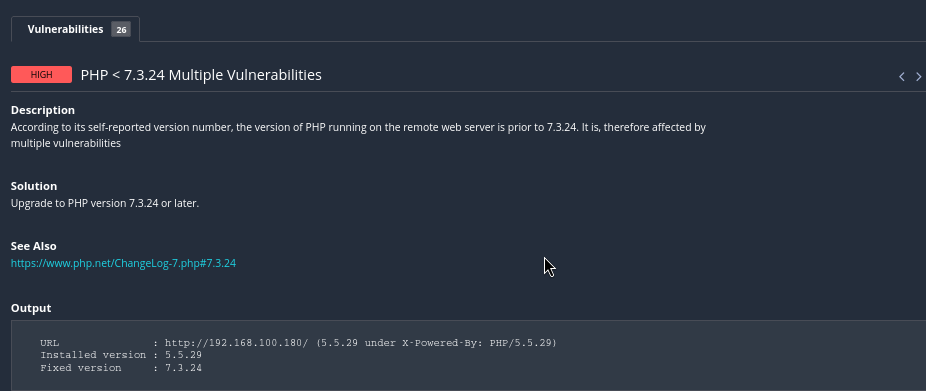 Vulnerabilities 26
HIGH PHP < 7.3.24 Multiple Vulnerabilities
Description
According to its self-reported version number, the version of PHP running on the remote web server is prior to 7.3.24. It is, therefore affected by
multiple vulnerabilities
Solution
Upgrade to PHP version 7.3.24 or later.
See Also
https://www.php.net/ChangeLog-7.php#7.3.24
Output
URL : http://192.168.100.180/ (5.5.29 under X-Powered-By: PHP/5.5.29)
Installed version : 5.5.29
Fixed version : 7.3.24